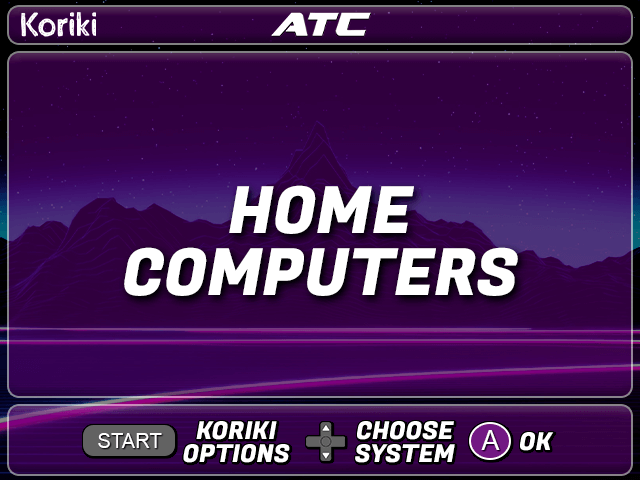 Koriki
ATC
HOME
COMPUTERS
START KORIKI OPTIONS CHOOSE SYSTEM A OK